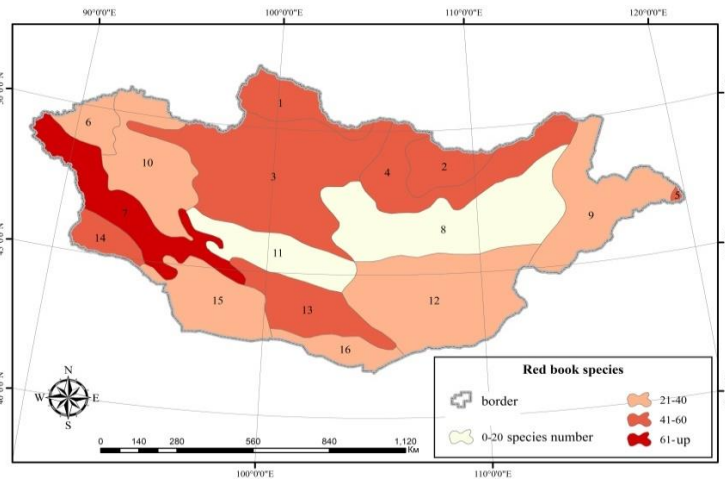 90°0'0"E 100°0'0"E 110°0'0"E 120°0'0"E
1
6
10
3
4
2
5
7
14
8
9
11
15
13
12
16
N
W E
S
0 140 280 560 840 1,120
Км
Red book species
border
0-20 species number
21-40
41-60
61-up
100°0'0"E 110°0'0"E